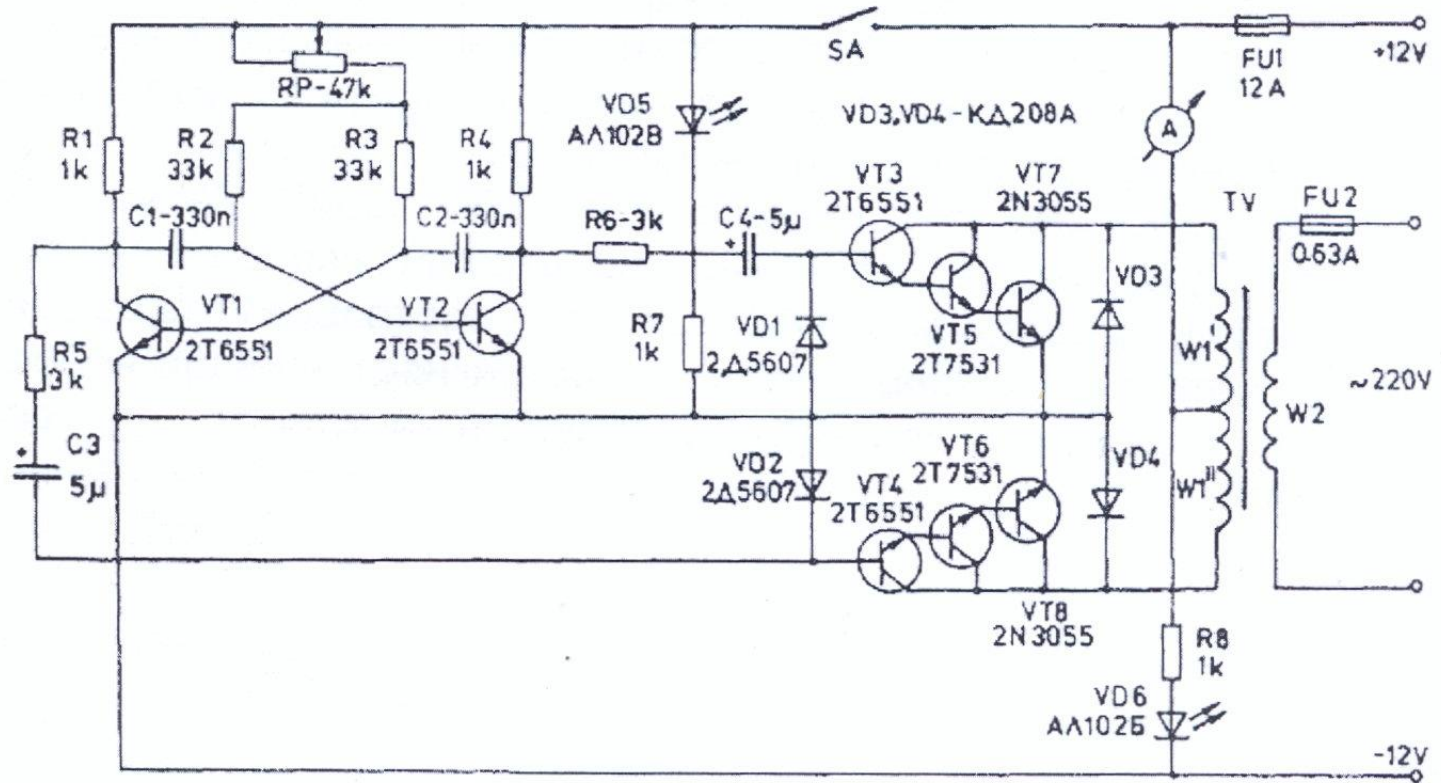 SA
FU1
12A
+12V
RP-47k
VD5
АЛ102В
VD3,VD4-КД208А
A
R1
1k
R2
33k
R3
33k
R4
1k
VT3
2T6551
VT7
2N3055
TV
FU2
0.63A
C1-330n
C2-330n
R6-3k
C4-5μ
+
VD3
VT1
2T6551
VT2
2T6551
R7
1k
VD1
2Д5607
VT5
2T7531
W1'
R5
3k
~220V
W2
C3
5μ
+
VD2
2Д5607
VT6
2T7531
VT4
2T6551
VD4
W1"
VT8
2N3055
R8
1k
VD6
АЛ102Б
-12V